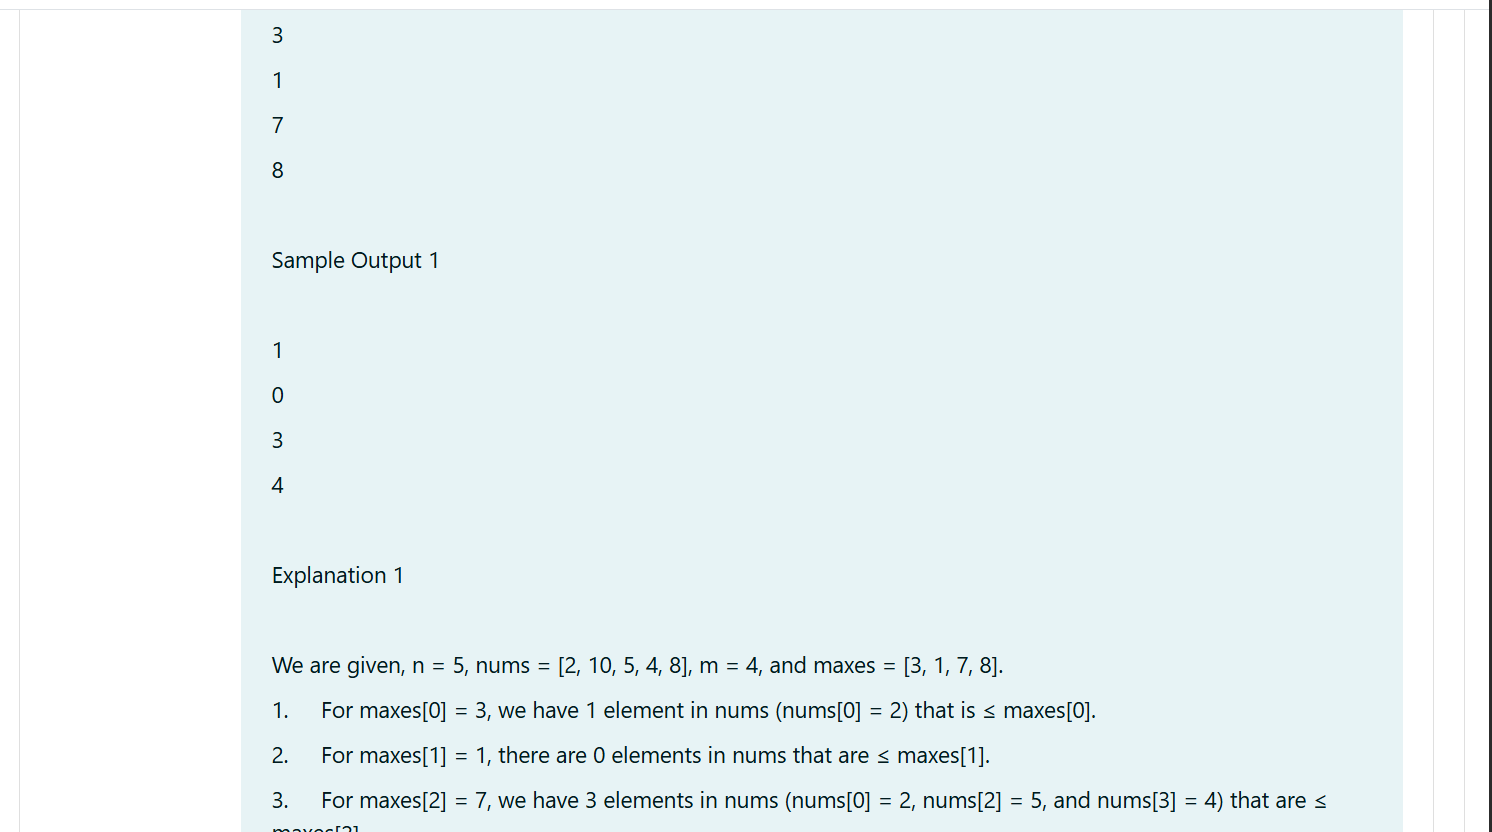 3
1
7
8
Sample Output 1
1
0
3
4
Explanation 1
We are given, n = 5, nums = [2, 10, 5, 4, 8], m = 4, and maxes = [3, 1, 7, 8].
1. For maxes[0] = 3, we have 1 element in nums (nums[0] = 2) that is ≤ maxes[0].
2. For maxes[1] = 1, there are 0 elements in nums that are ≤ maxes[1].
3. For maxes[2] = 7, we have 3 elements in nums (nums[0] = 2, nums[2] = 5, and nums[3] = 4) that are ≤
maxes[2]